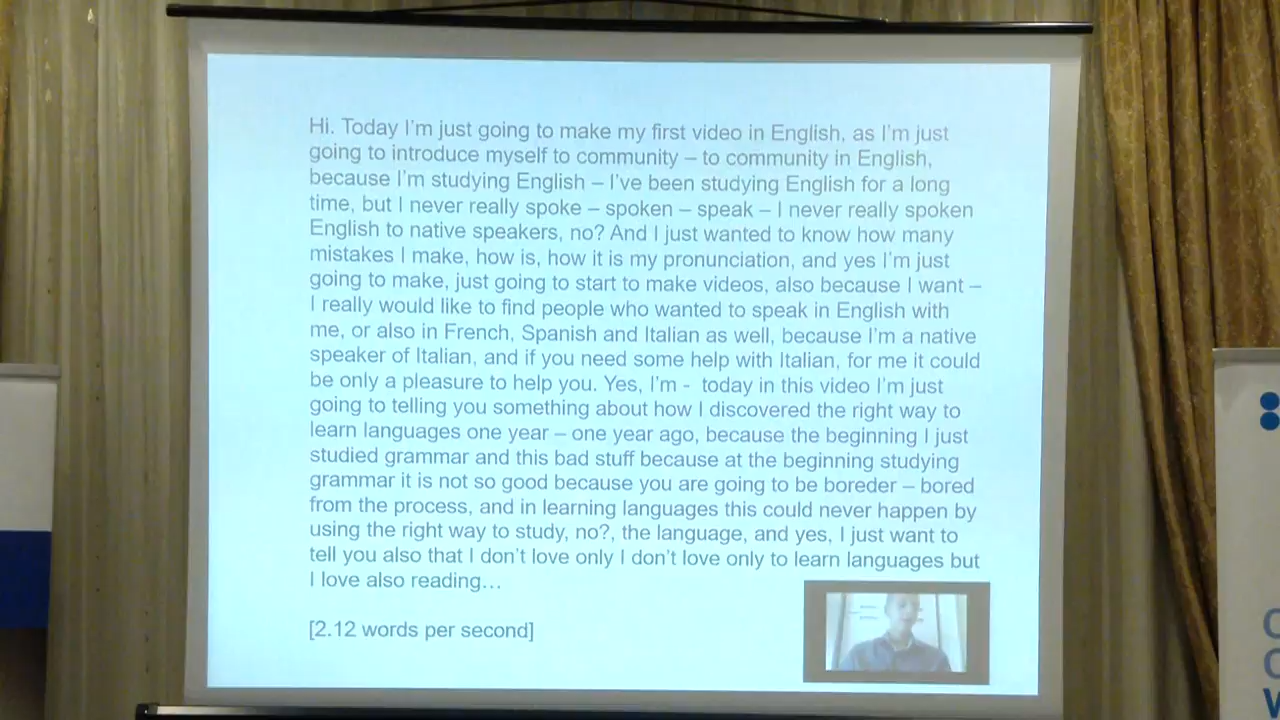 Hi. Today I'm just going to make my first video in English, as I'm just
going to introduce myself to community – to community in English,
because I'm studying English – I've been studying English for a long
time, but I never really spoke – spoken – speak – I never really spoken
English to native speakers, no? And I just wanted to know how many
mistakes I make, how is, how it is my pronunciation, and yes I'm just
going to make, just going to start to make videos, also because I want –
I really would like to find people who wanted to speak in English with
me, or also in French, Spanish and Italian as well, because I'm a native
speaker of Italian, and if you need some help with Italian, for me it could
be only a pleasure to help you. Yes, I'm - today in this video I'm just
going to telling you something about how I discovered the right way to
learn languages one year – one year ago, because the beginning I just
studied grammar and this bad stuff because at the beginning studying
grammar it is not so good because you are going to be boreder – bored
from the process, and in learning languages this could never happen by
using the right way to study, no?, the language, and yes, I just want to
tell you also that I don't love only I don't love only to learn languages but
I love also reading…
[2.12 words per second]